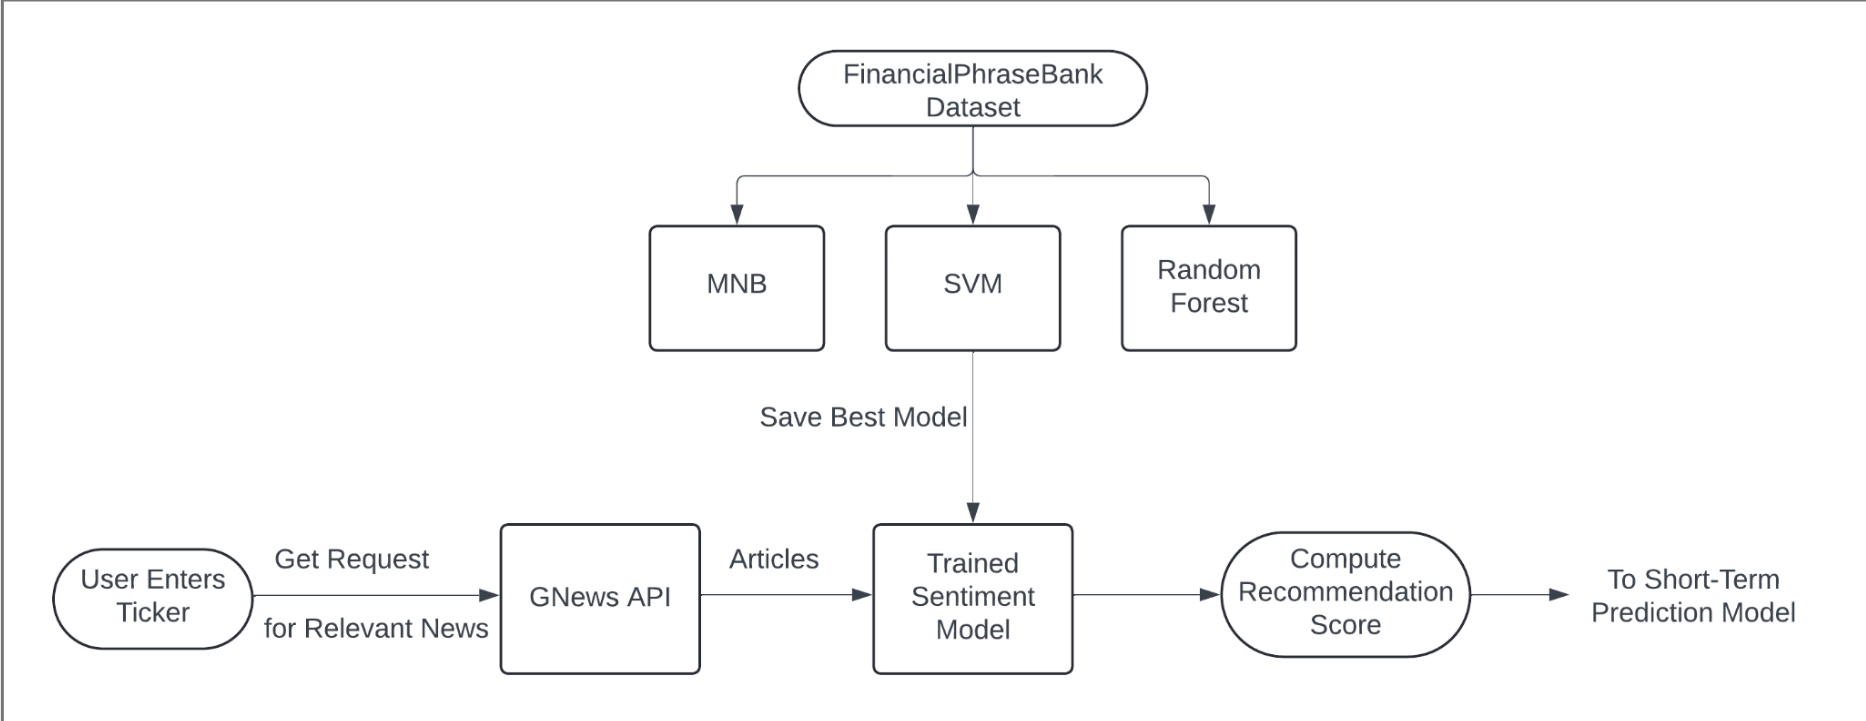 FinancialPhraseBank
Dataset
MNB
SVM
Random
Forest
Save Best Model
User Enters
Ticker
Get Request
for Relevant News
GNews API
Articles
Trained
Sentiment
Model
Compute
Recommendation
Score
To Short-Term
Prediction Model